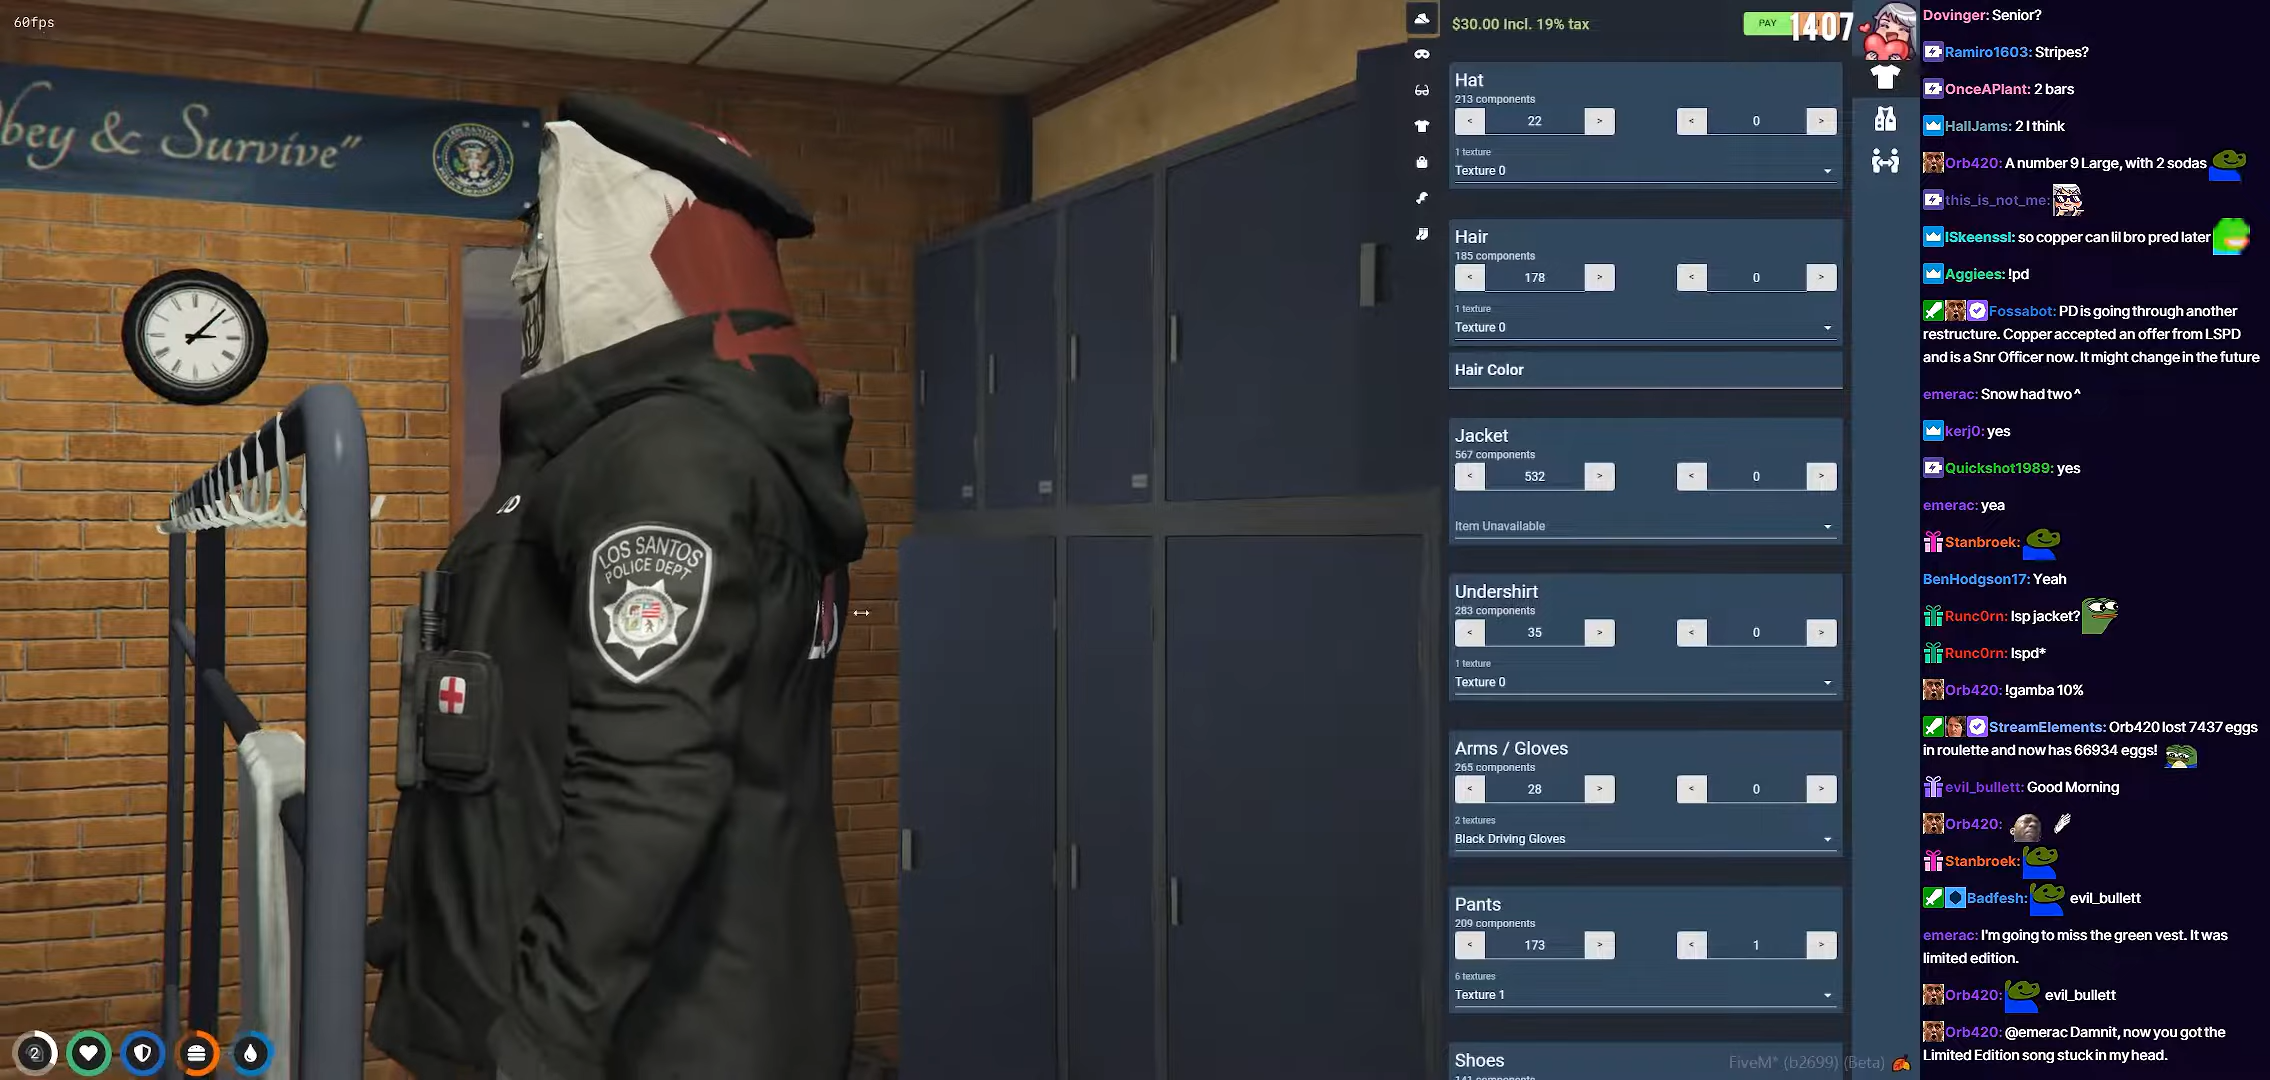 60fps
bey & Survive"
LOS SANTOS
POLICE DEPT
D
$30.00 Incl. 19% tax
PAY
1407
Hat
213 components
< 22 > < 0 >
1 texture
Texture 0
Hair
185 components
< 178 > < 0 >
1 texture
Texture 0
Hair Color
Jacket
567 components
< 532 > < 0 >
Item Unavailable
Undershirt
283 components
< 35 > < 0 >
1 texture
Texture 0
Arms / Gloves
265 components
< 28 > < 0 >
2 textures
Black Driving Gloves
Pants
209 components
< 173 > < 1 >
6 textures
Texture 1
Shoes
2
FiveM* (b2699) (Beta)
Dovinger: Senior?
Ramiro1603: Stripes?
OnceAPlant: 2 bars
HallJams: 2 I think
Orb420: A number 9 Large, with 2 sodas
this_is_not_me:
ISkeenssI: so copper can lil bro pred later
Aggiees: !pd
Fossabot: PD is going through another
restructure. Copper accepted an offer from LSPD
and is a Snr Officer now. It might change in the future
emerac: Snow had two ^
kerj0: yes
Quickshot1989: yes
emerac: yea
Stanbroek:
BenHodgson17: Yeah
Runc0rn: lsp jacket?
Runc0rn: lspd*
Orb420: !gamba 10%
StreamElements: Orb420 lost 7437 eggs
in roulette and now has 66934 eggs!
evil_bullett: Good Morning
Orb420:
Stanbroek:
Badfesh: evil_bullett
emerac: I'm going to miss the green vest. It was
limited edition.
Orb420: evil_bullett
Orb420: @emerac Damnit, now you got the
Limited Edition song stuck in my head.